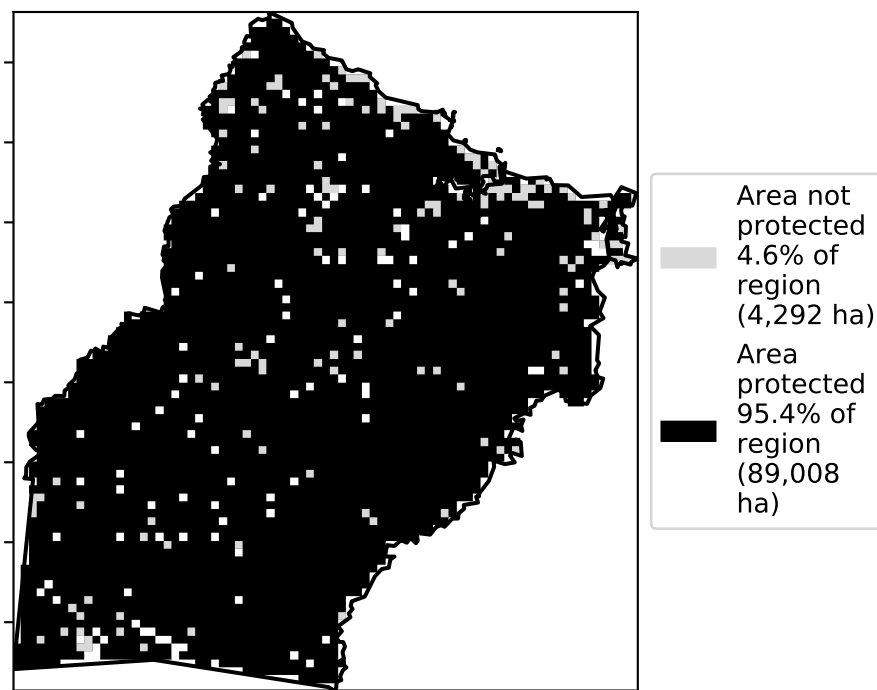 Area not
protected
4.6% of
region
(4,292 ha)
Area
protected
95.4% of
region
(89,008
ha)